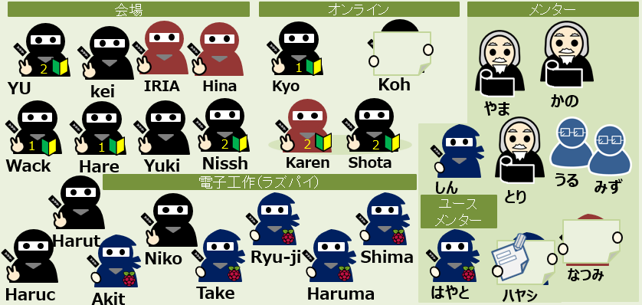 会場
オンライン
メンター
YU
2
kei
IRIA
Hina
Kyo
1
Koh
やま
かの
Wack
1
Hare
1
Yuki
Nissh
2
Karen
2
Shota
2
しん
とり
うる
みず
電子工作(ラズパイ)
ユース
メンター
Harut
Haruc
Akit
Niko
Take
Ryu-ji
Haruma
Shima
はやと
ハヤシ
なつみ